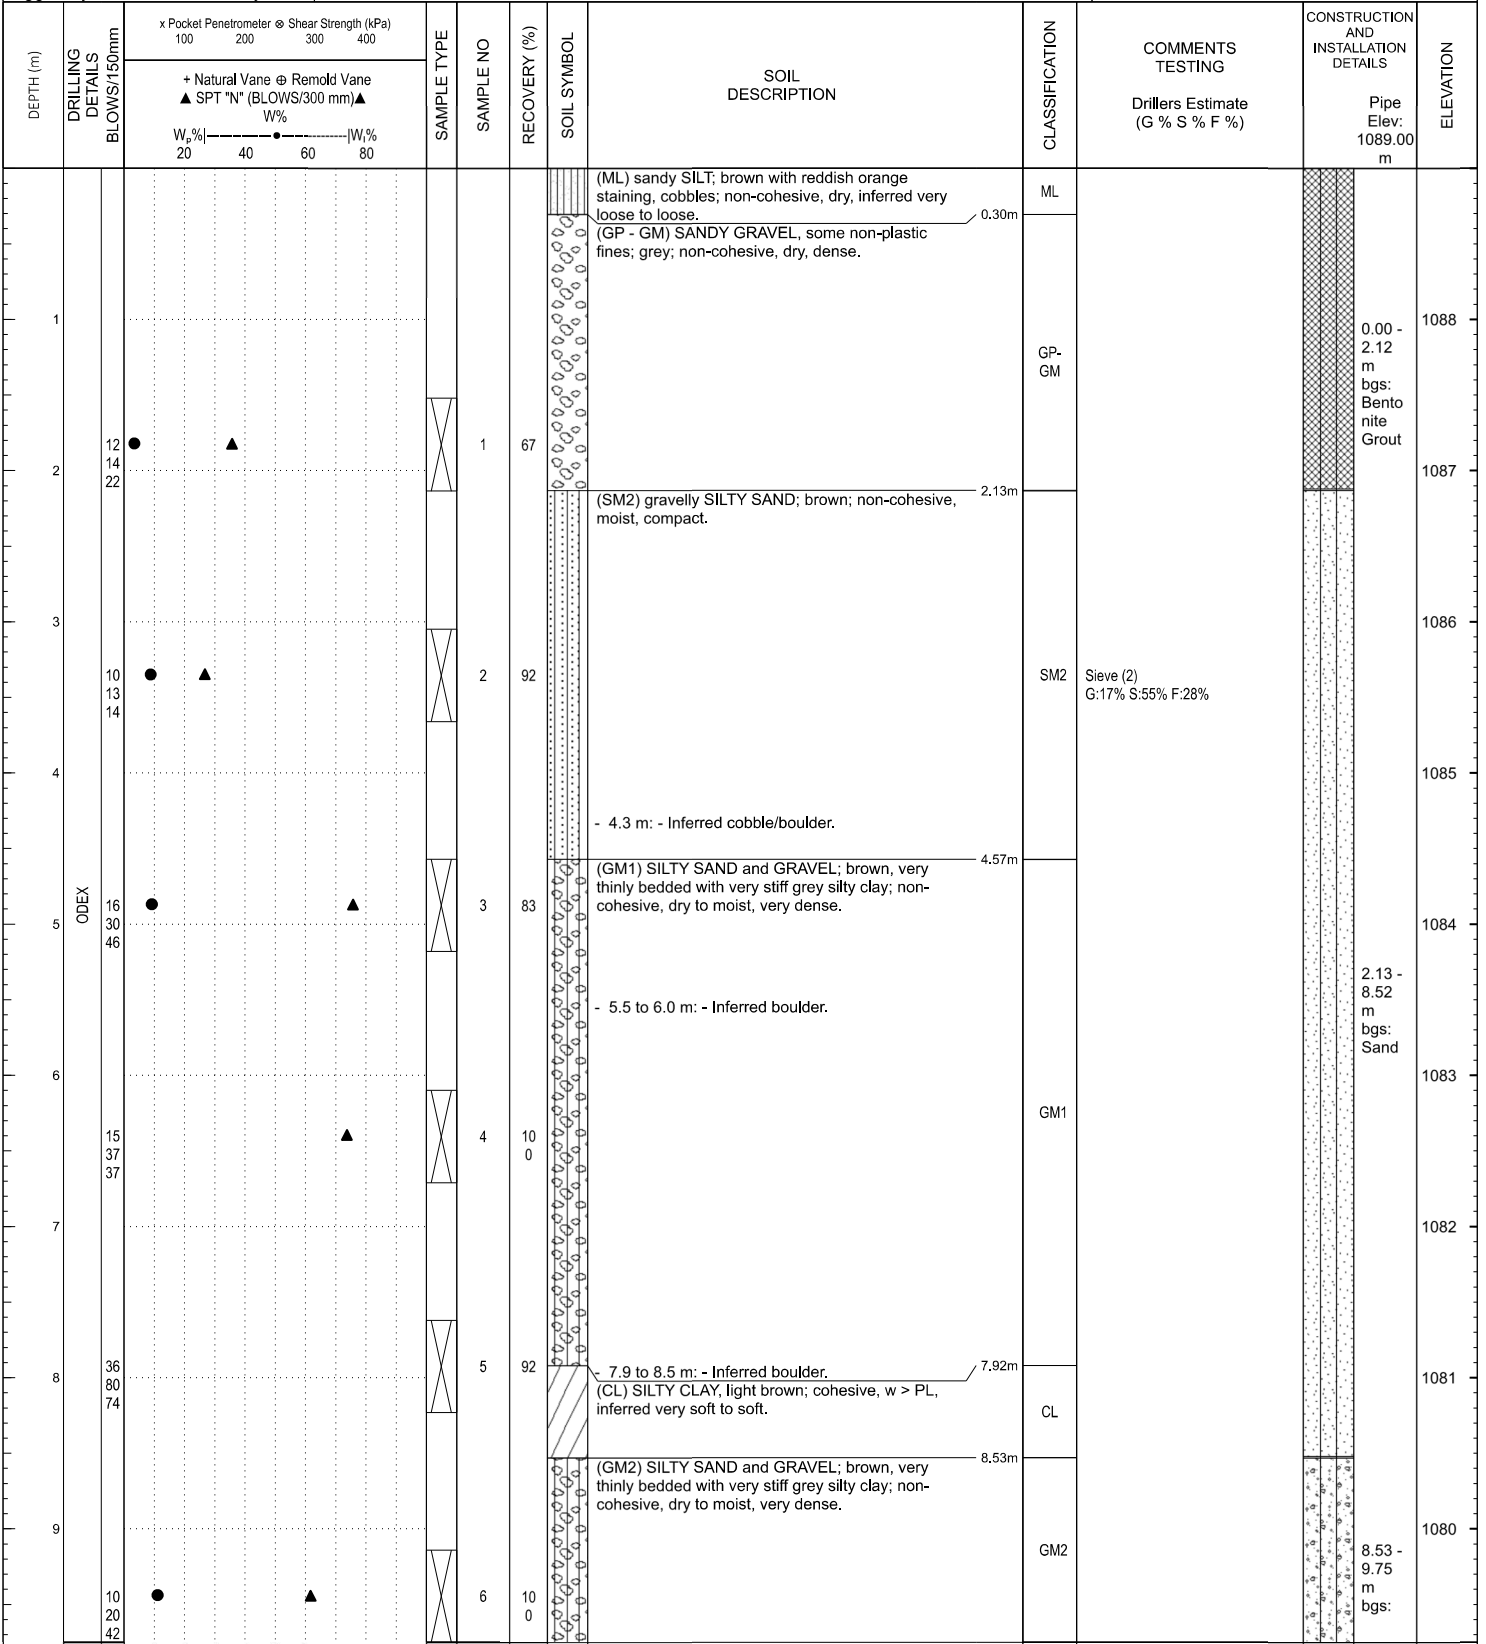 DEPTH (m)
DRILLING
DETAILS
BLOWS/150mm
x Pocket Penetrometer ⊗ Shear Strength (kPa)
100 200 300 400
+ Natural Vane ⊕ Remold Vane
▲ SPT "N" (BLOWS/300 mm)▲
W%
Wp%|—————●—————|Wl%
20 40 60 80
SAMPLE TYPE
SAMPLE NO
RECOVERY (%)
SOIL SYMBOL
SOIL
DESCRIPTION
CLASSIFICATION
COMMENTS
TESTING
Drillers Estimate
(G % S % F %)
CONSTRUCTION
AND
INSTALLATION
DETAILS
Pipe
Elev:
1089.00
m
ELEVATION
(ML) sandy SILT; brown with reddish orange
staining, cobbles; non-cohesive, dry, inferred very
loose to loose.
0.30m
ML
(GP - GM) SANDY GRAVEL, some non-plastic
fines; grey; non-cohesive, dry, dense.
1
1088
GP-
GM
0.00 -
2.12
m
bgs:
Bento
nite
Grout
12
14
22
1
67
2
1087
2.13m
(SM2) gravelly SILTY SAND; brown; non-cohesive,
moist, compact.
3
1086
10
13
14
2
92
SM2
Sieve (2)
G:17% S:55% F:28%
4
1085
- 4.3 m: - Inferred cobble/boulder.
4.57m
(GM1) SILTY SAND and GRAVEL; brown, very
thinly bedded with very stiff grey silty clay; non-
cohesive, dry to moist, very dense.
ODEX
16
30
46
3
83
5
1084
2.13 -
8.52
m
bgs:
Sand
- 5.5 to 6.0 m: - Inferred boulder.
6
1083
GM1
15
37
37
4
10
0
7
1082
36
80
74
5
92
- 7.9 to 8.5 m: - Inferred boulder.
7.92m
8
1081
(CL) SILTY CLAY, light brown; cohesive, w > PL,
inferred very soft to soft.
CL
8.53m
(GM2) SILTY SAND and GRAVEL; brown, very
thinly bedded with very stiff grey silty clay; non-
cohesive, dry to moist, very dense.
9
1080
GM2
8.53 -
9.75
m
bgs:
10
20
42
6
10
0